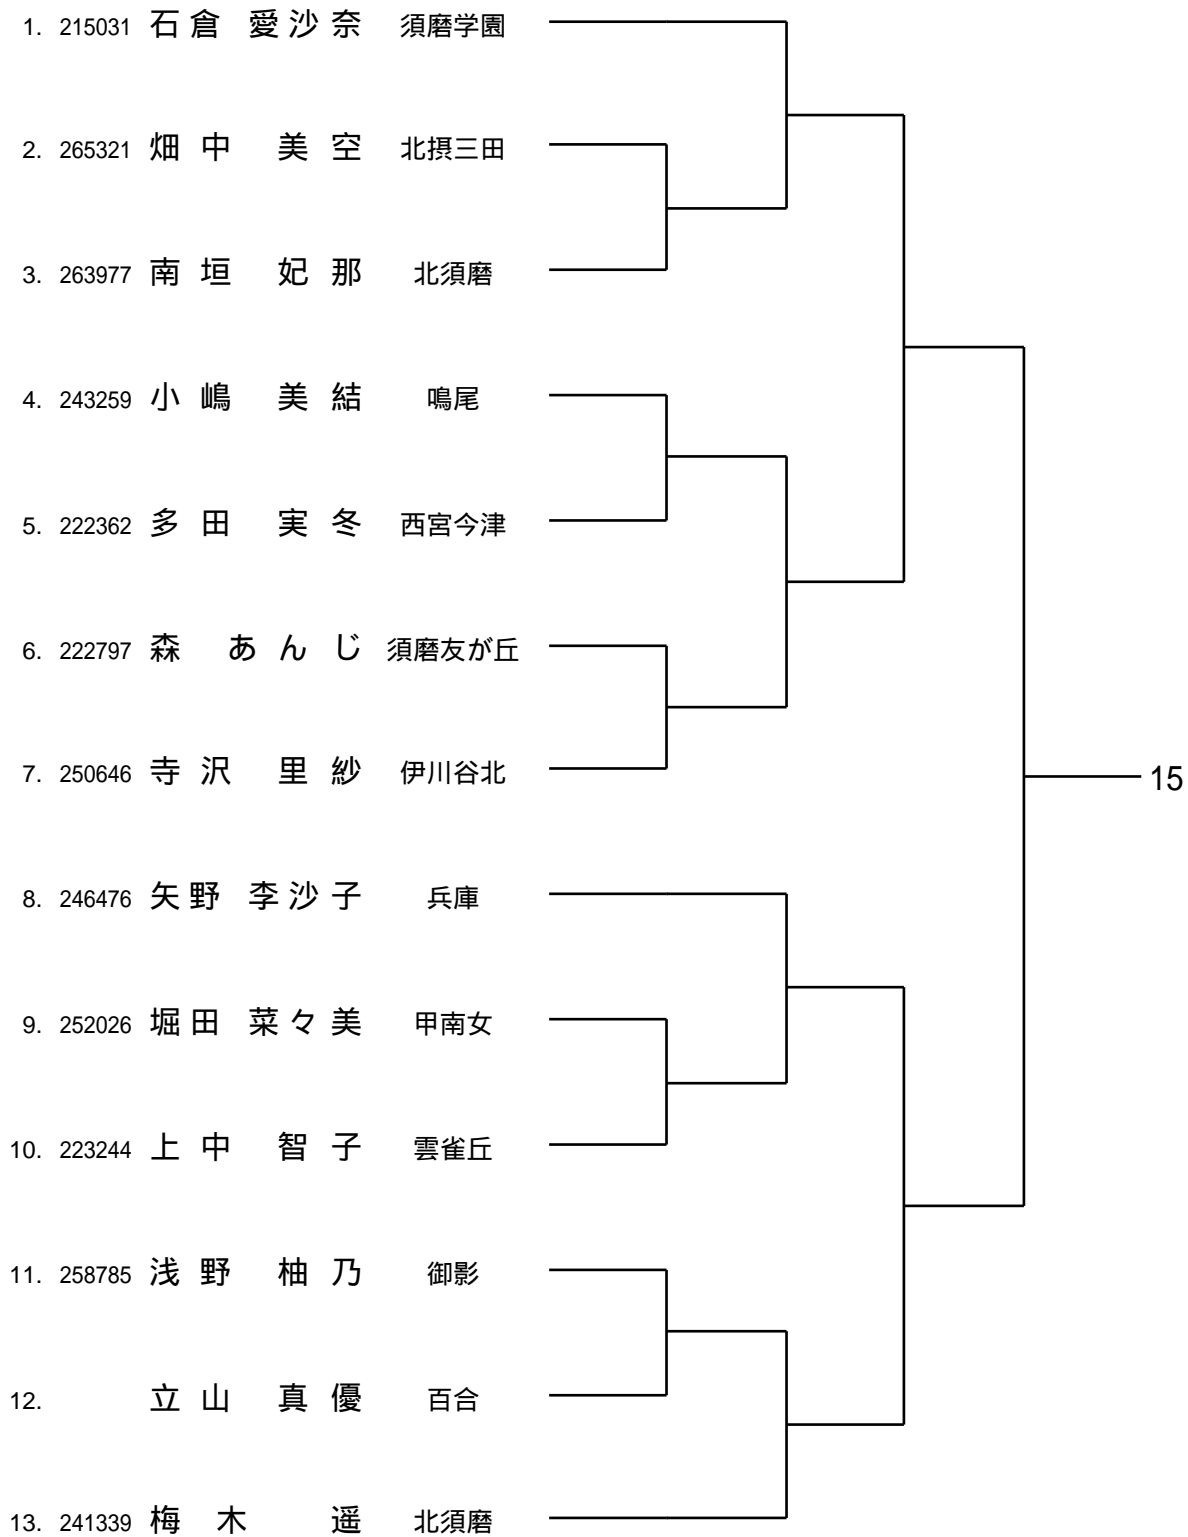 1. 215031 石倉 愛沙奈 須磨学園
2. 265321 畑中 美空 北摂三田
3. 263977 南垣 妃那 北須磨
4. 243259 小嶋 美結 鳴尾
5. 222362 多田 実冬 西宮今津
6. 222797 森 あんじ 須磨友が丘
7. 250646 寺沢 里紗 伊川谷北
15
8. 246476 矢野 李沙子 兵庫
9. 252026 堀田 菜々美 甲南女
10. 223244 上中 智子 雲雀丘
11. 258785 浅野 柚乃 御影
12. 立山 真優 百合
13. 241339 梅木 遥 北須磨